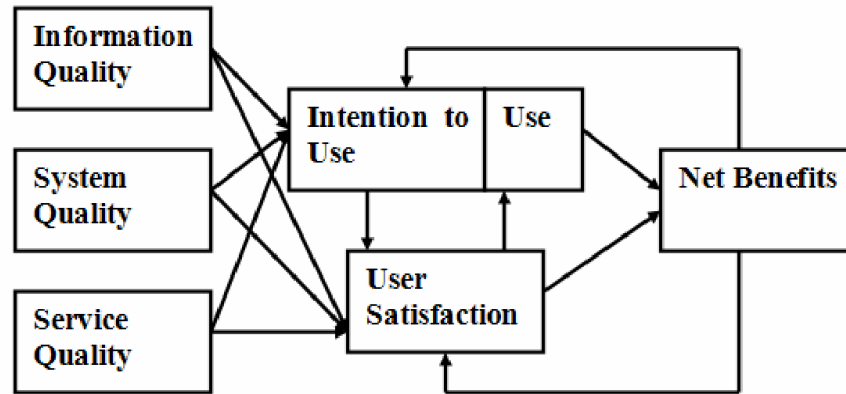 Information
Quality
Intention to
Use
Use
System
Quality
Net Benefits
User
Satisfaction
Service
Quality